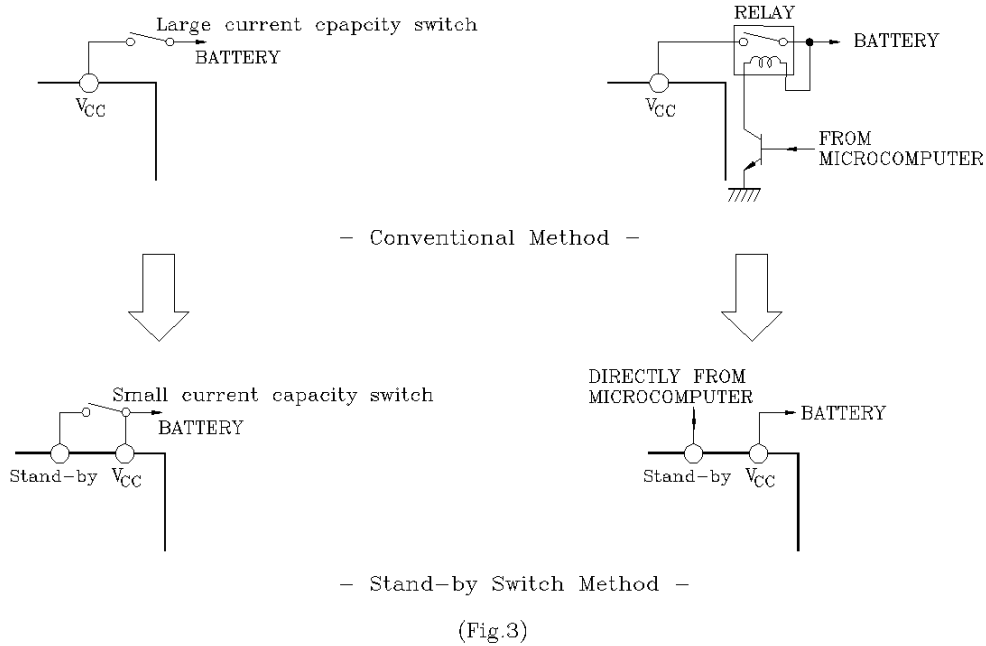 Large current cpapcity switch
BATTERY
VCC
RELAY
BATTERY
VCC
FROM
MICROCOMPUTER
- Conventional Method -
Small current capacity switch
BATTERY
Stand-by VCC
DIRECTLY FROM
MICROCOMPUTER
BATTERY
Stand-by VCC
- Stand-by Switch Method -
(Fig.3)